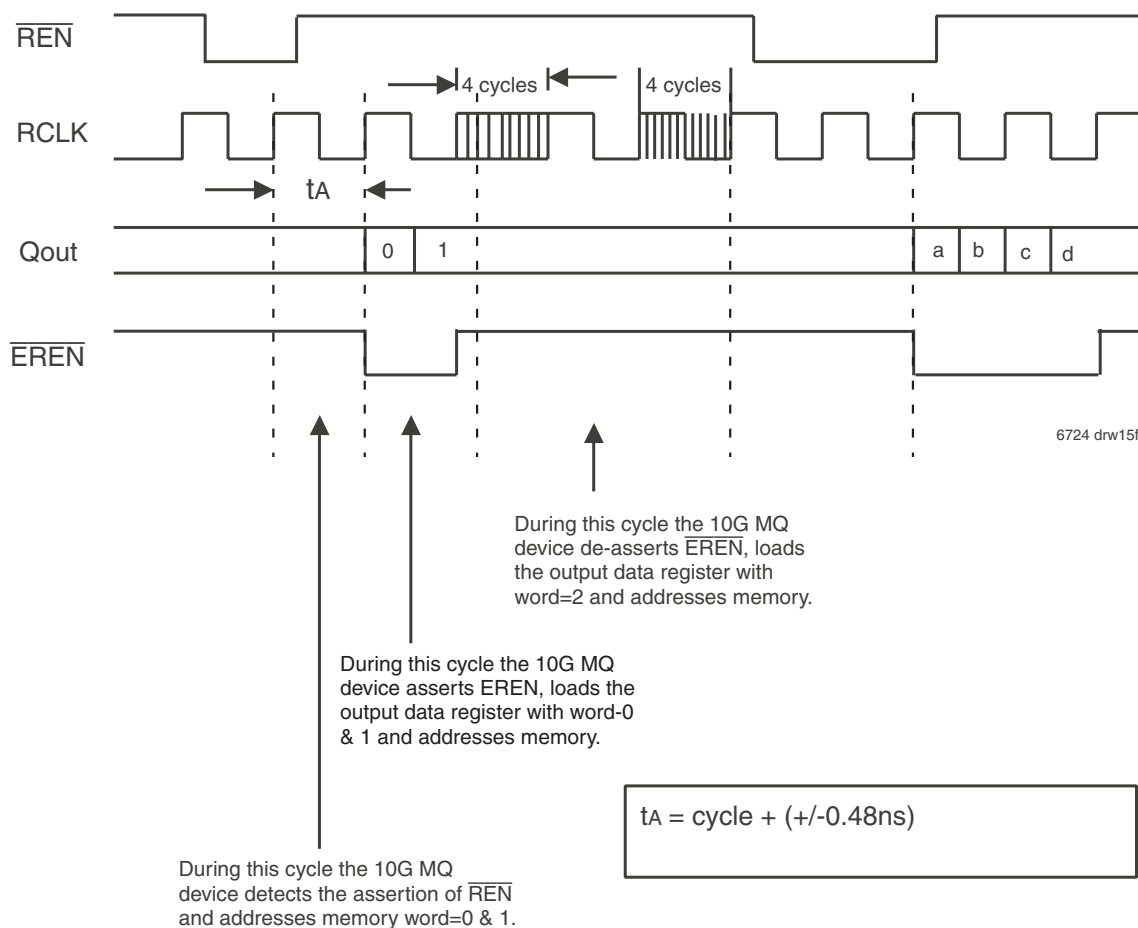 REN
4 cycles
4 cycles
RCLK
tA
Qout
0
1
a
b
c
d
EREN
6724 drw15f
During this cycle the 10G MQ
device de-asserts EREN, loads
the output data register with
word=2 and addresses memory.
During this cycle the 10G MQ
device asserts EREN, loads the
output data register with word-0
& 1 and addresses memory.
tA = cycle + (+/-0.48ns)
During this cycle the 10G MQ
device detects the assertion of REN
and addresses memory word=0 & 1.